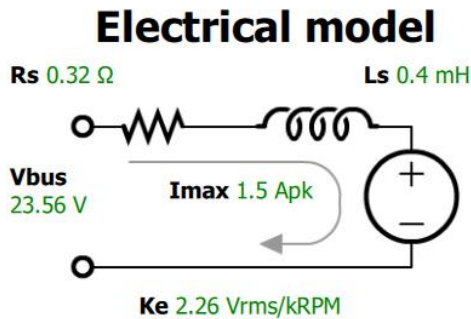 Electrical model
Rs 0.32 Ω
Ls 0.4 mH
Vbus
23.56 V
Imax 1.5 Apk
+
−
Ke 2.26 Vrms/kRPM